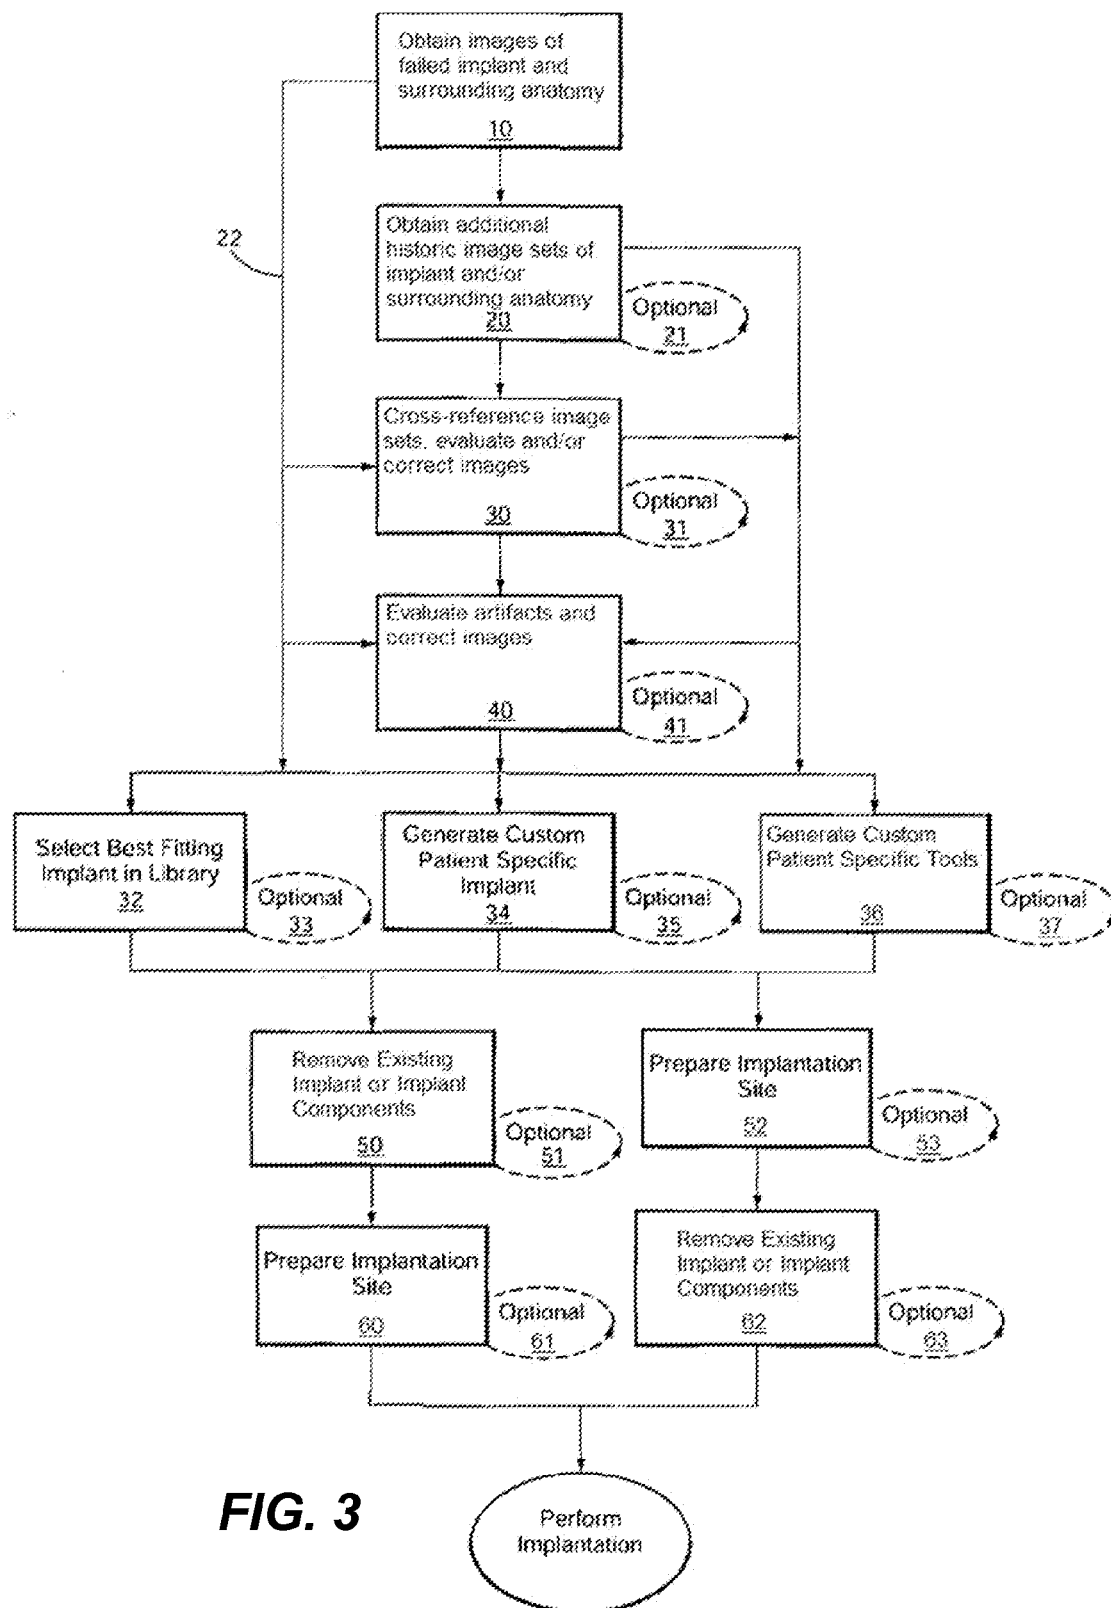 Obtain images of
failed implant and
surrounding anatomy
10
22
Obtain additional
historic image sets of
implant and/or
surrounding anatomy
20
Optional
21
Cross-reference image
sets, evaluate and/or
correct images
30
Optional
31
Evaluate artifacts and
correct images
40
Optional
41
Select Best Fitting
Implant in Library
32
Optional
33
Generate Custom
Patient Specific
Implant
34
Optional
35
Generate Custom
Patient Specific Tools
36
Optional
37
Remove Existing
Implant or Implant
Components
50
Optional
51
Prepare Implantation
Site
52
Optional
53
Prepare Implantation
Site
60
Optional
61
Remove Existing
Implant or Implant
Components
62
Optional
63
FIG. 3
Perform
Implantation